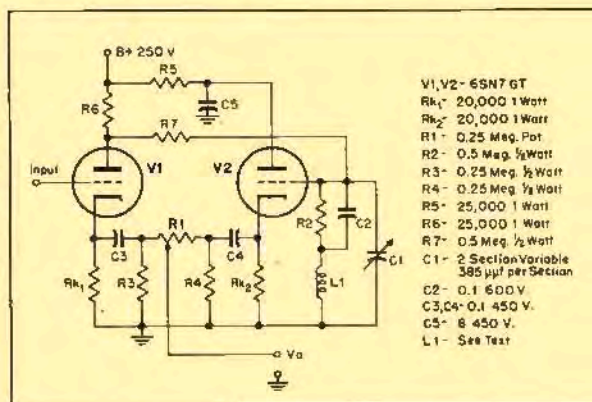 B+ 250 V
R5
C5
R6
R7
Input
V1
V2
R1
R2
C2
C1
C3
C4
L1
Rk1
R3
R4
Rk2
Va
V1,V2- 6SN7 GT
Rk1- 20,000 1 Watt
Rk2- 20,000 1 Watt
R1 - 0.25 Meg. Pot.
R2 - 0.5 Meg. ½ Watt
R3 - 0.25 Meg. ½ Watt
R4 - 0.25 Meg. ½ Watt
R5 - 25,000 1 Watt
R6 - 25,000 1 Watt
R7 - 0.5 Meg. ½ Watt
C1 - 2 Section Variable
385 µµf per Section
C2 - 0.1 600 V.
C3,C4- 0.1 450 V.
C5 - 8 450 V.
L1 - See Text